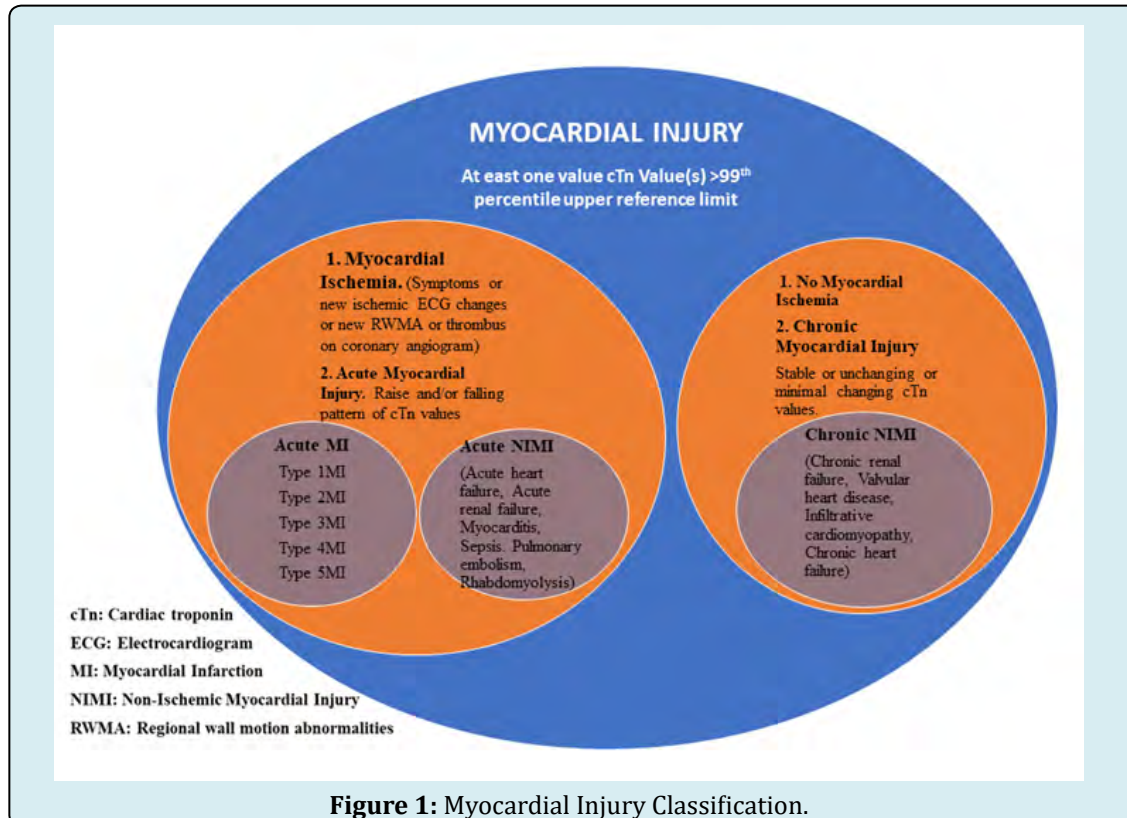 MYOCARDIAL INJURY
At east one value cTn Value(s) >99th
percentile upper reference limit
1. Myocardial
Ischemia. (Symptoms or
new ischemic ECG changes
or new RWMA or thrombus
on coronary angiogram)
2. Acute Myocardial
Injury. Raise and/or falling
pattern of cTn values
Acute MI
Type 1MI
Type 2MI
Type 3MI
Type 4MI
Type 5MI
Acute NIMI
(Acute heart
failure, Acute
renal failure,
Myocarditis,
Sepsis. Pulmonary
embolism,
Rhabdomyolysis)
1. No Myocardial
Ischemia
2. Chronic
Myocardial Injury
Stable or unchanging or
minimal changing cTn
values.
Chronic NIMI
(Chronic renal
failure, Valvular
heart disease,
Infiltrative
cardiomyopathy,
Chronic heart
failure)
cTn: Cardiac troponin
ECG: Electrocardiogram
MI: Myocardial Infarction
NIMI: Non-Ischemic Myocardial Injury
RWMA: Regional wall motion abnormalities
Figure 1: Myocardial Injury Classification.